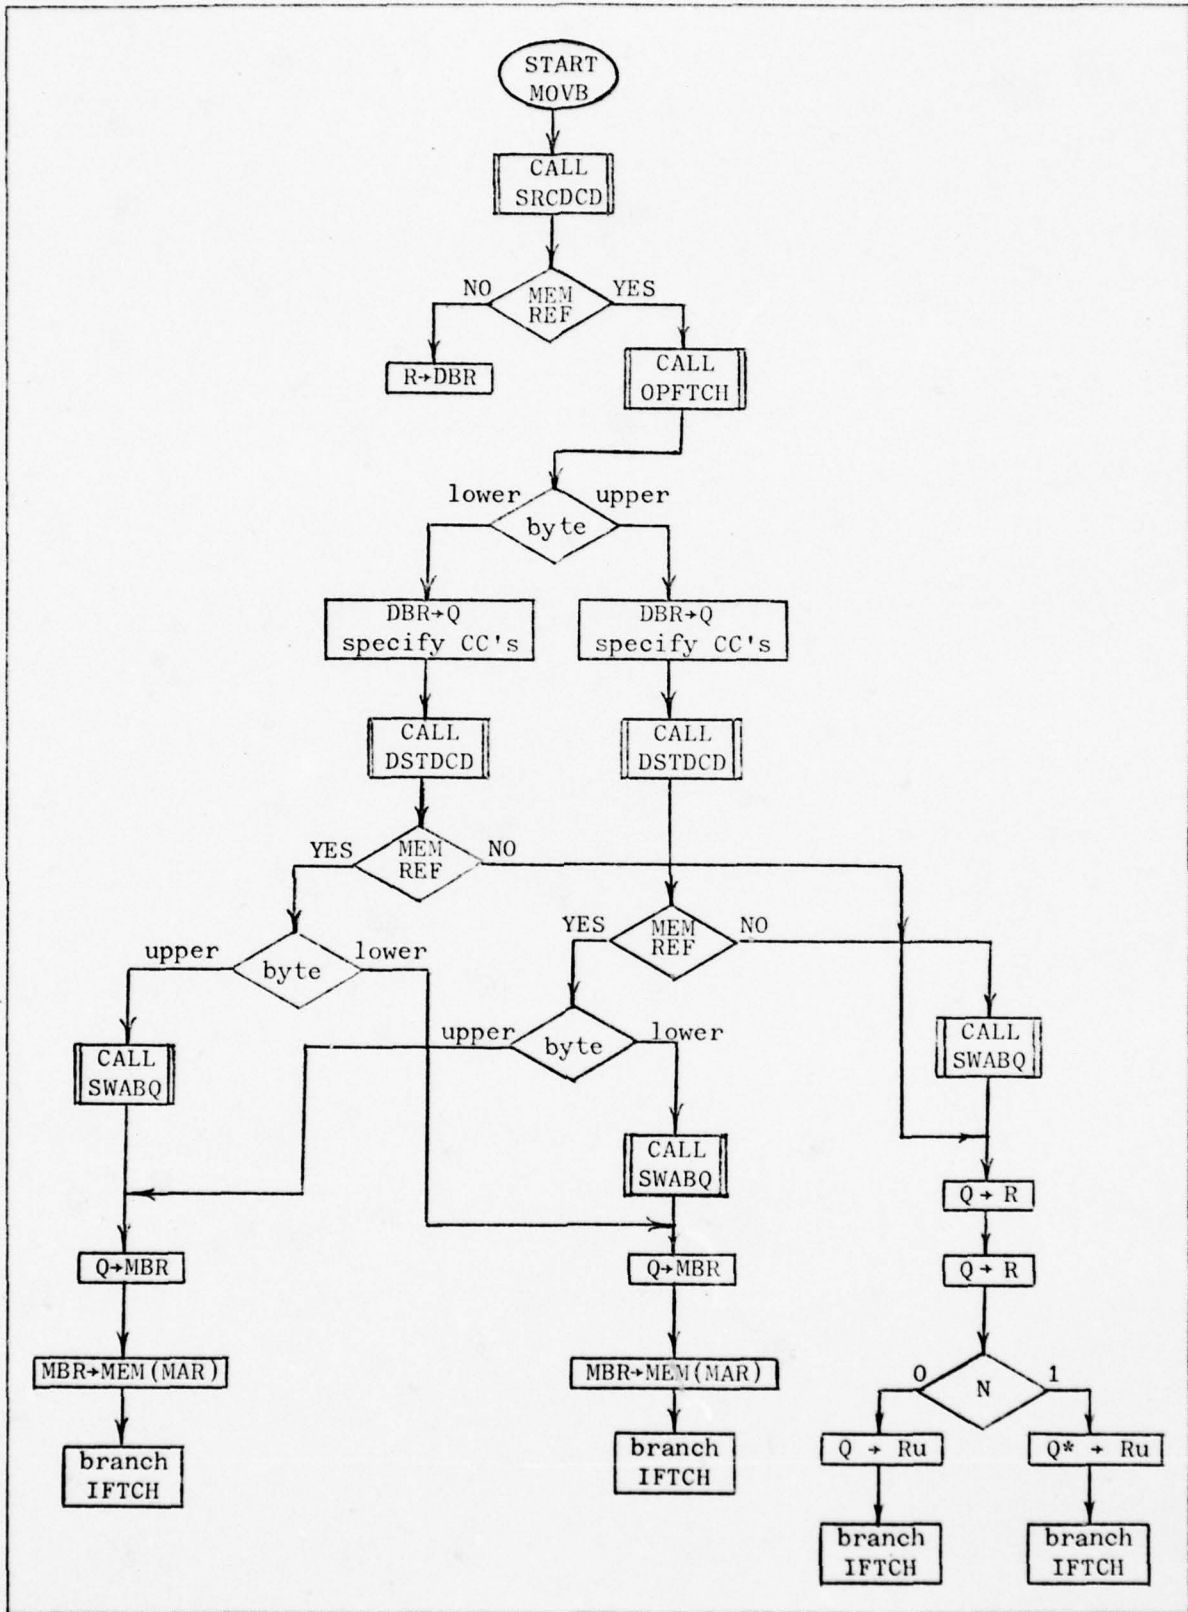 START
MOVB
CALL
SRCDCD
NO
MEM
REF
YES
R→DBR
CALL
OPFTCH
lower
byte
upper
DBR→Q
specify CC's
DBR→Q
specify CC's
CALL
DSTDCD
CALL
DSTDCD
YES
MEM
REF
NO
YES
MEM
REF
NO
upper
byte
lower
upper
byte
lower
CALL
SWABQ
CALL
SWABQ
CALL
SWABQ
Q → R
Q→MBR
Q→MBR
Q → R
MBR→MEM(MAR)
MBR→MEM(MAR)
0
N
1
branch
IFTCH
branch
IFTCH
Q → Ru
Q* → Ru
branch
IFTCH
branch
IFTCH